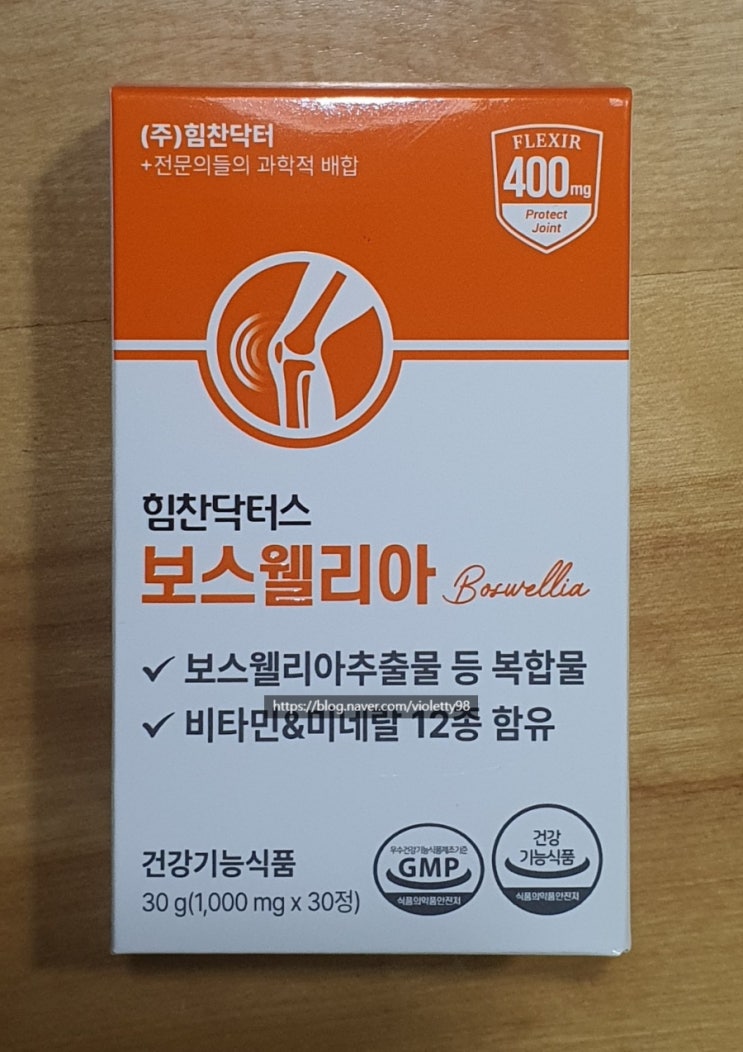 (주)힘찬닥터
+전문의들의 과학적 배합
FLEXIR
400mg
Protect
Joint
힘찬닥터스
보스웰리아 Boswellia
✓ 보스웰리아추출물 등 복합물
https://blog.naver.com/violetty98
✓ 비타민&미네랄 12종 함유
건강기능식품
30 g(1,000 mg x 30정)
우수건강기능식품제조기준
GMP
식품의약품안전처
건강
기능식품
식품의약품안전처